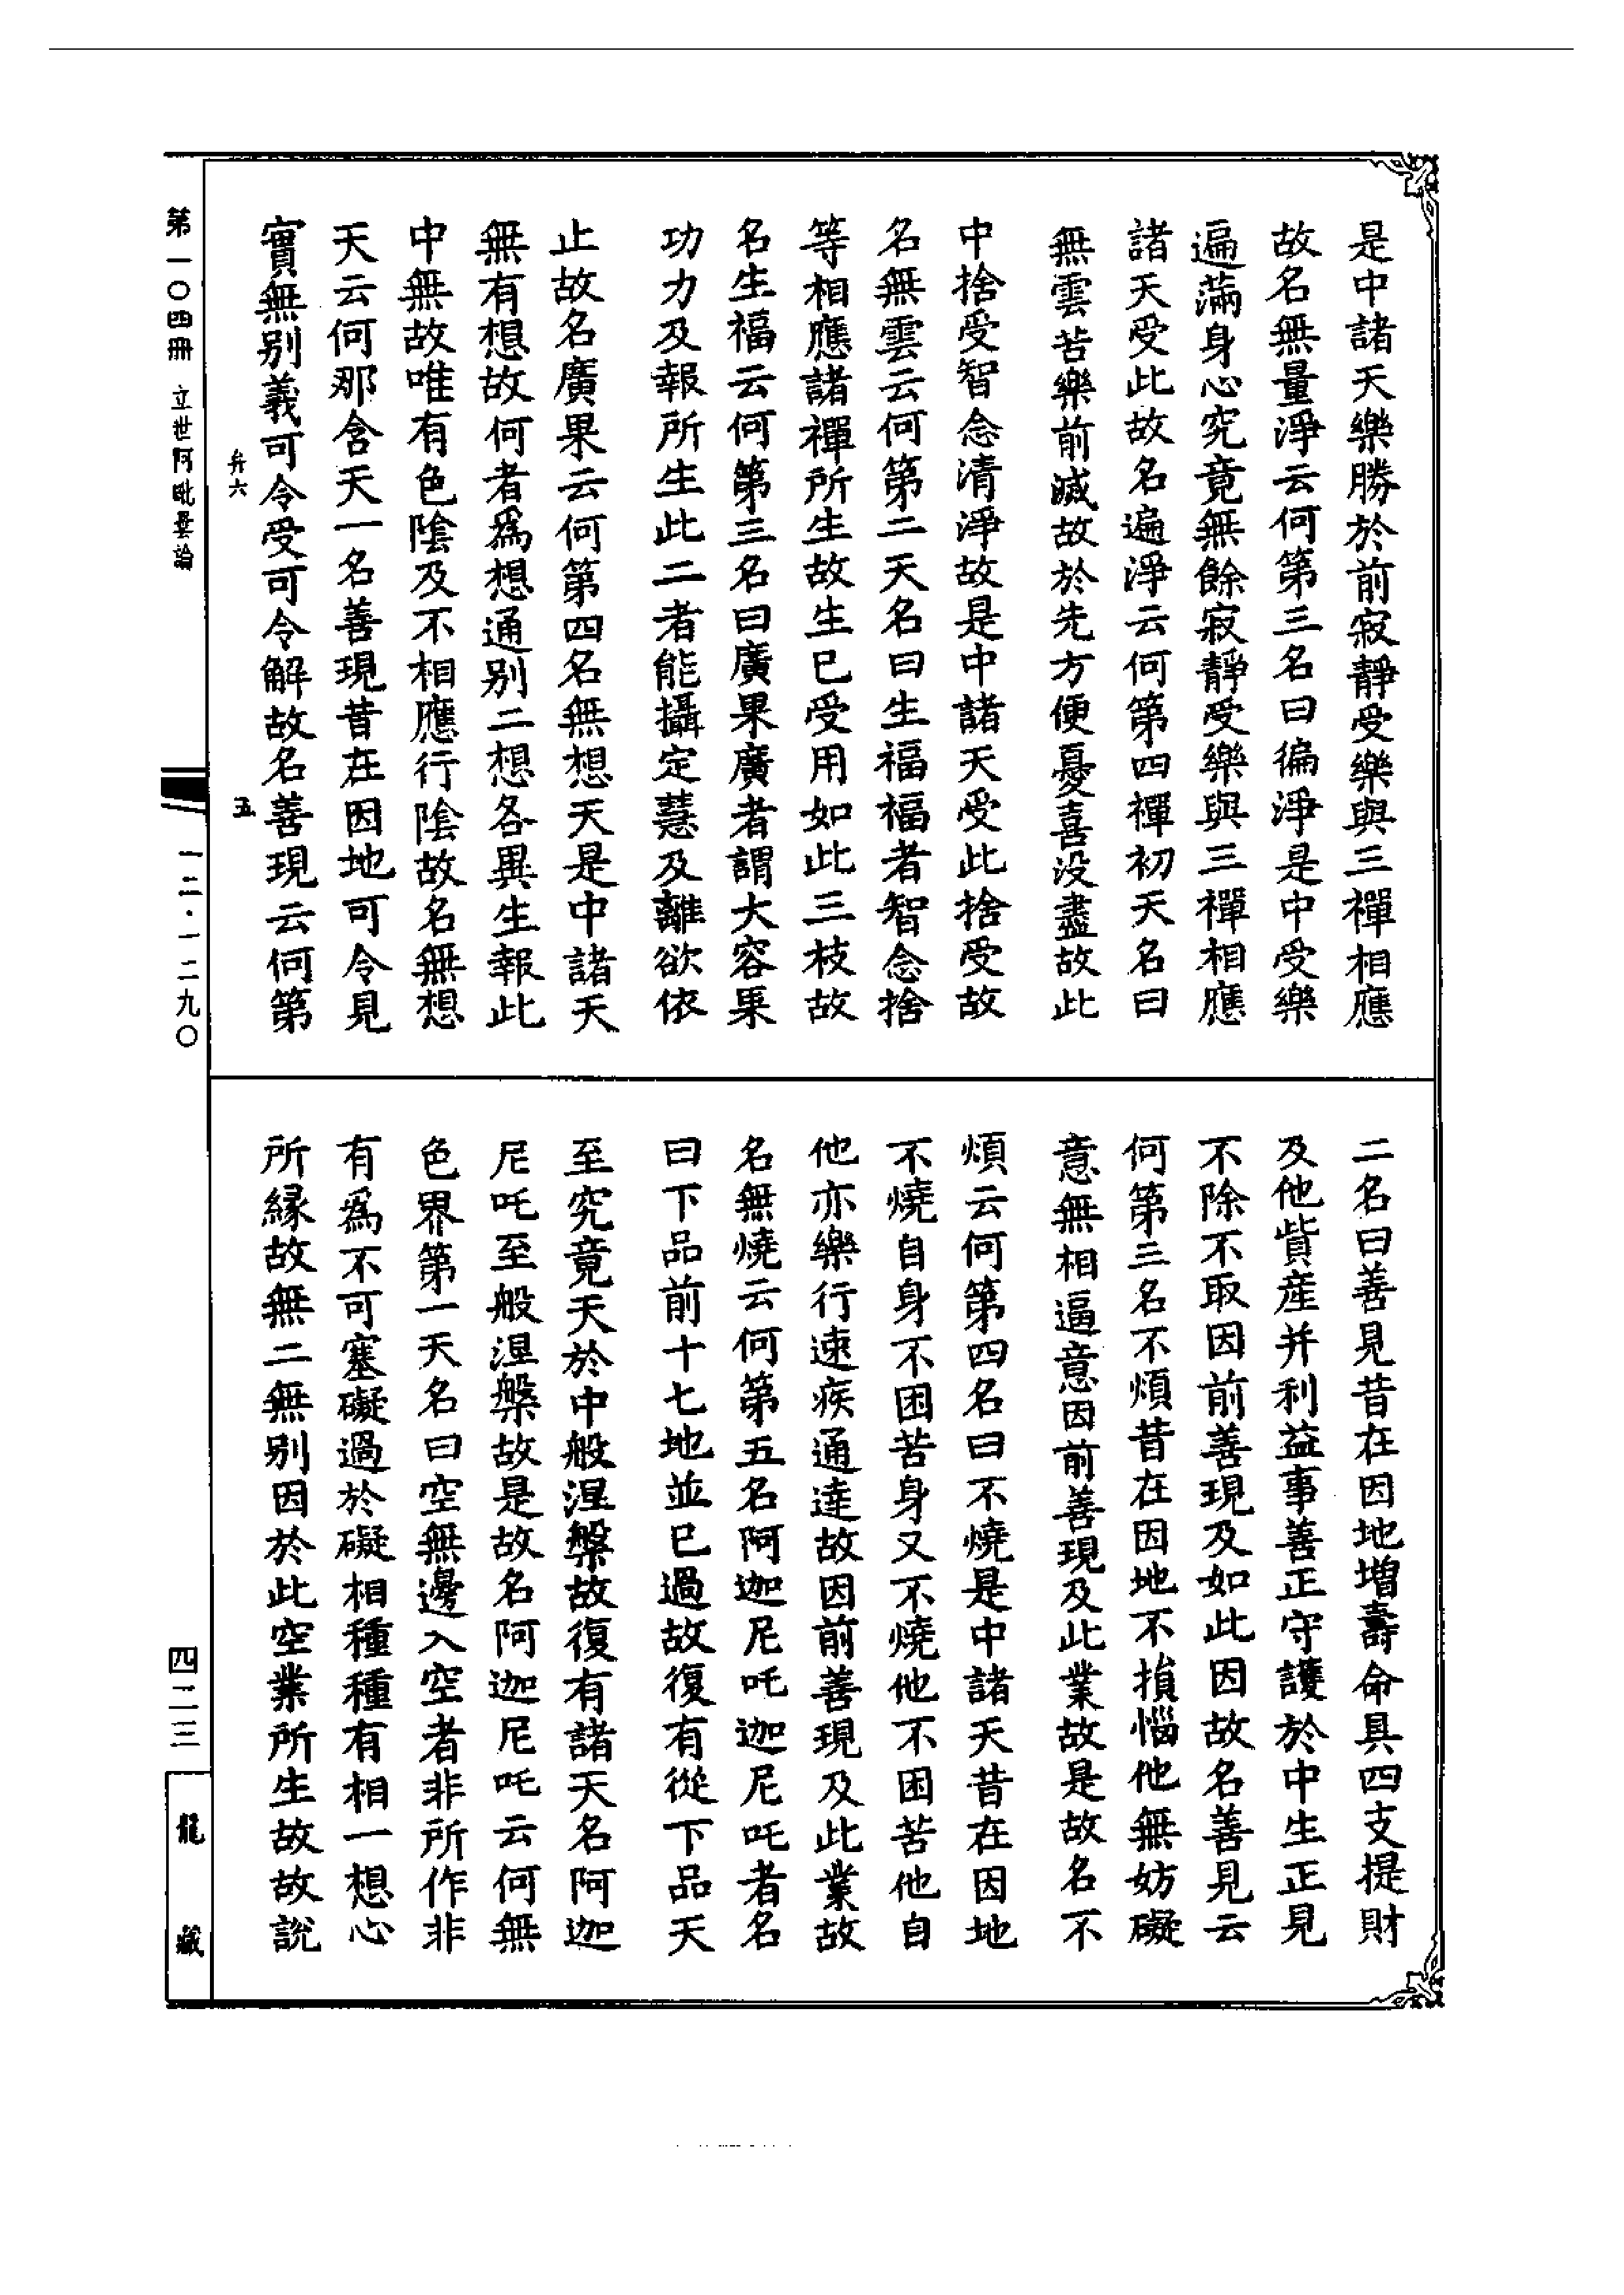 是中諸天樂勝於前寂靜受樂與三禪相應
故名無量淨云何第三名曰徧淨是中受樂
遍滿身心究竟無餘寂靜受樂與三禪相應
諸天受此故名遍淨云何第四禪初天名曰
無雲苦樂前滅故於先方便憂喜没盡故此
中捨受智念清淨故是中諸天受此捨受故
名無雲云何第二天名曰生福福者智念捨
等相應諸禪所生故生已受用如此三枝故
名生福云何第三名曰廣果廣者謂大容果
功力及報所生此二者能攝定慧及離欲依
止故名廣果云何第四名無想天是中諸天
無有想故何者爲想通别二想各異生報此
中無故唯有色陰及不相應行陰故名無想
天云何那含天一名善現昔在因地可令見
實無别義可令受可令解故名善現云何第
二名曰善見昔在因地增壽命具四支提財
及他貲産并利益事善正守護於中生正見
不除不取因前善現及如此因故名善見云
何第三名不煩昔在因地不損惱他無妨礙
意無相逼意因前善現及此業故是故名不
煩云何第四名曰不燒是中諸天昔在因地
不燒自身不困苦身又不燒他不困苦他自
他亦樂行速疾通達故因前善現及此業故
名無燒云何第五名阿迦尼吒迦尼吒者名
曰下品前十七地並已過故復有從下品天
至究竟天於中般涅槃故復有諸天名阿迦
尼吒至般涅槃故是故名阿迦尼吒云何無
色界第一天名曰空無邊入空者非所作非
有爲不可塞礙過於礙相種種有相一想心
所緣故無二無别因於此空業所生故故説
弁六
五
第一〇四冊 立世阿毗曇論
一二·一二九〇
四二三
龍藏